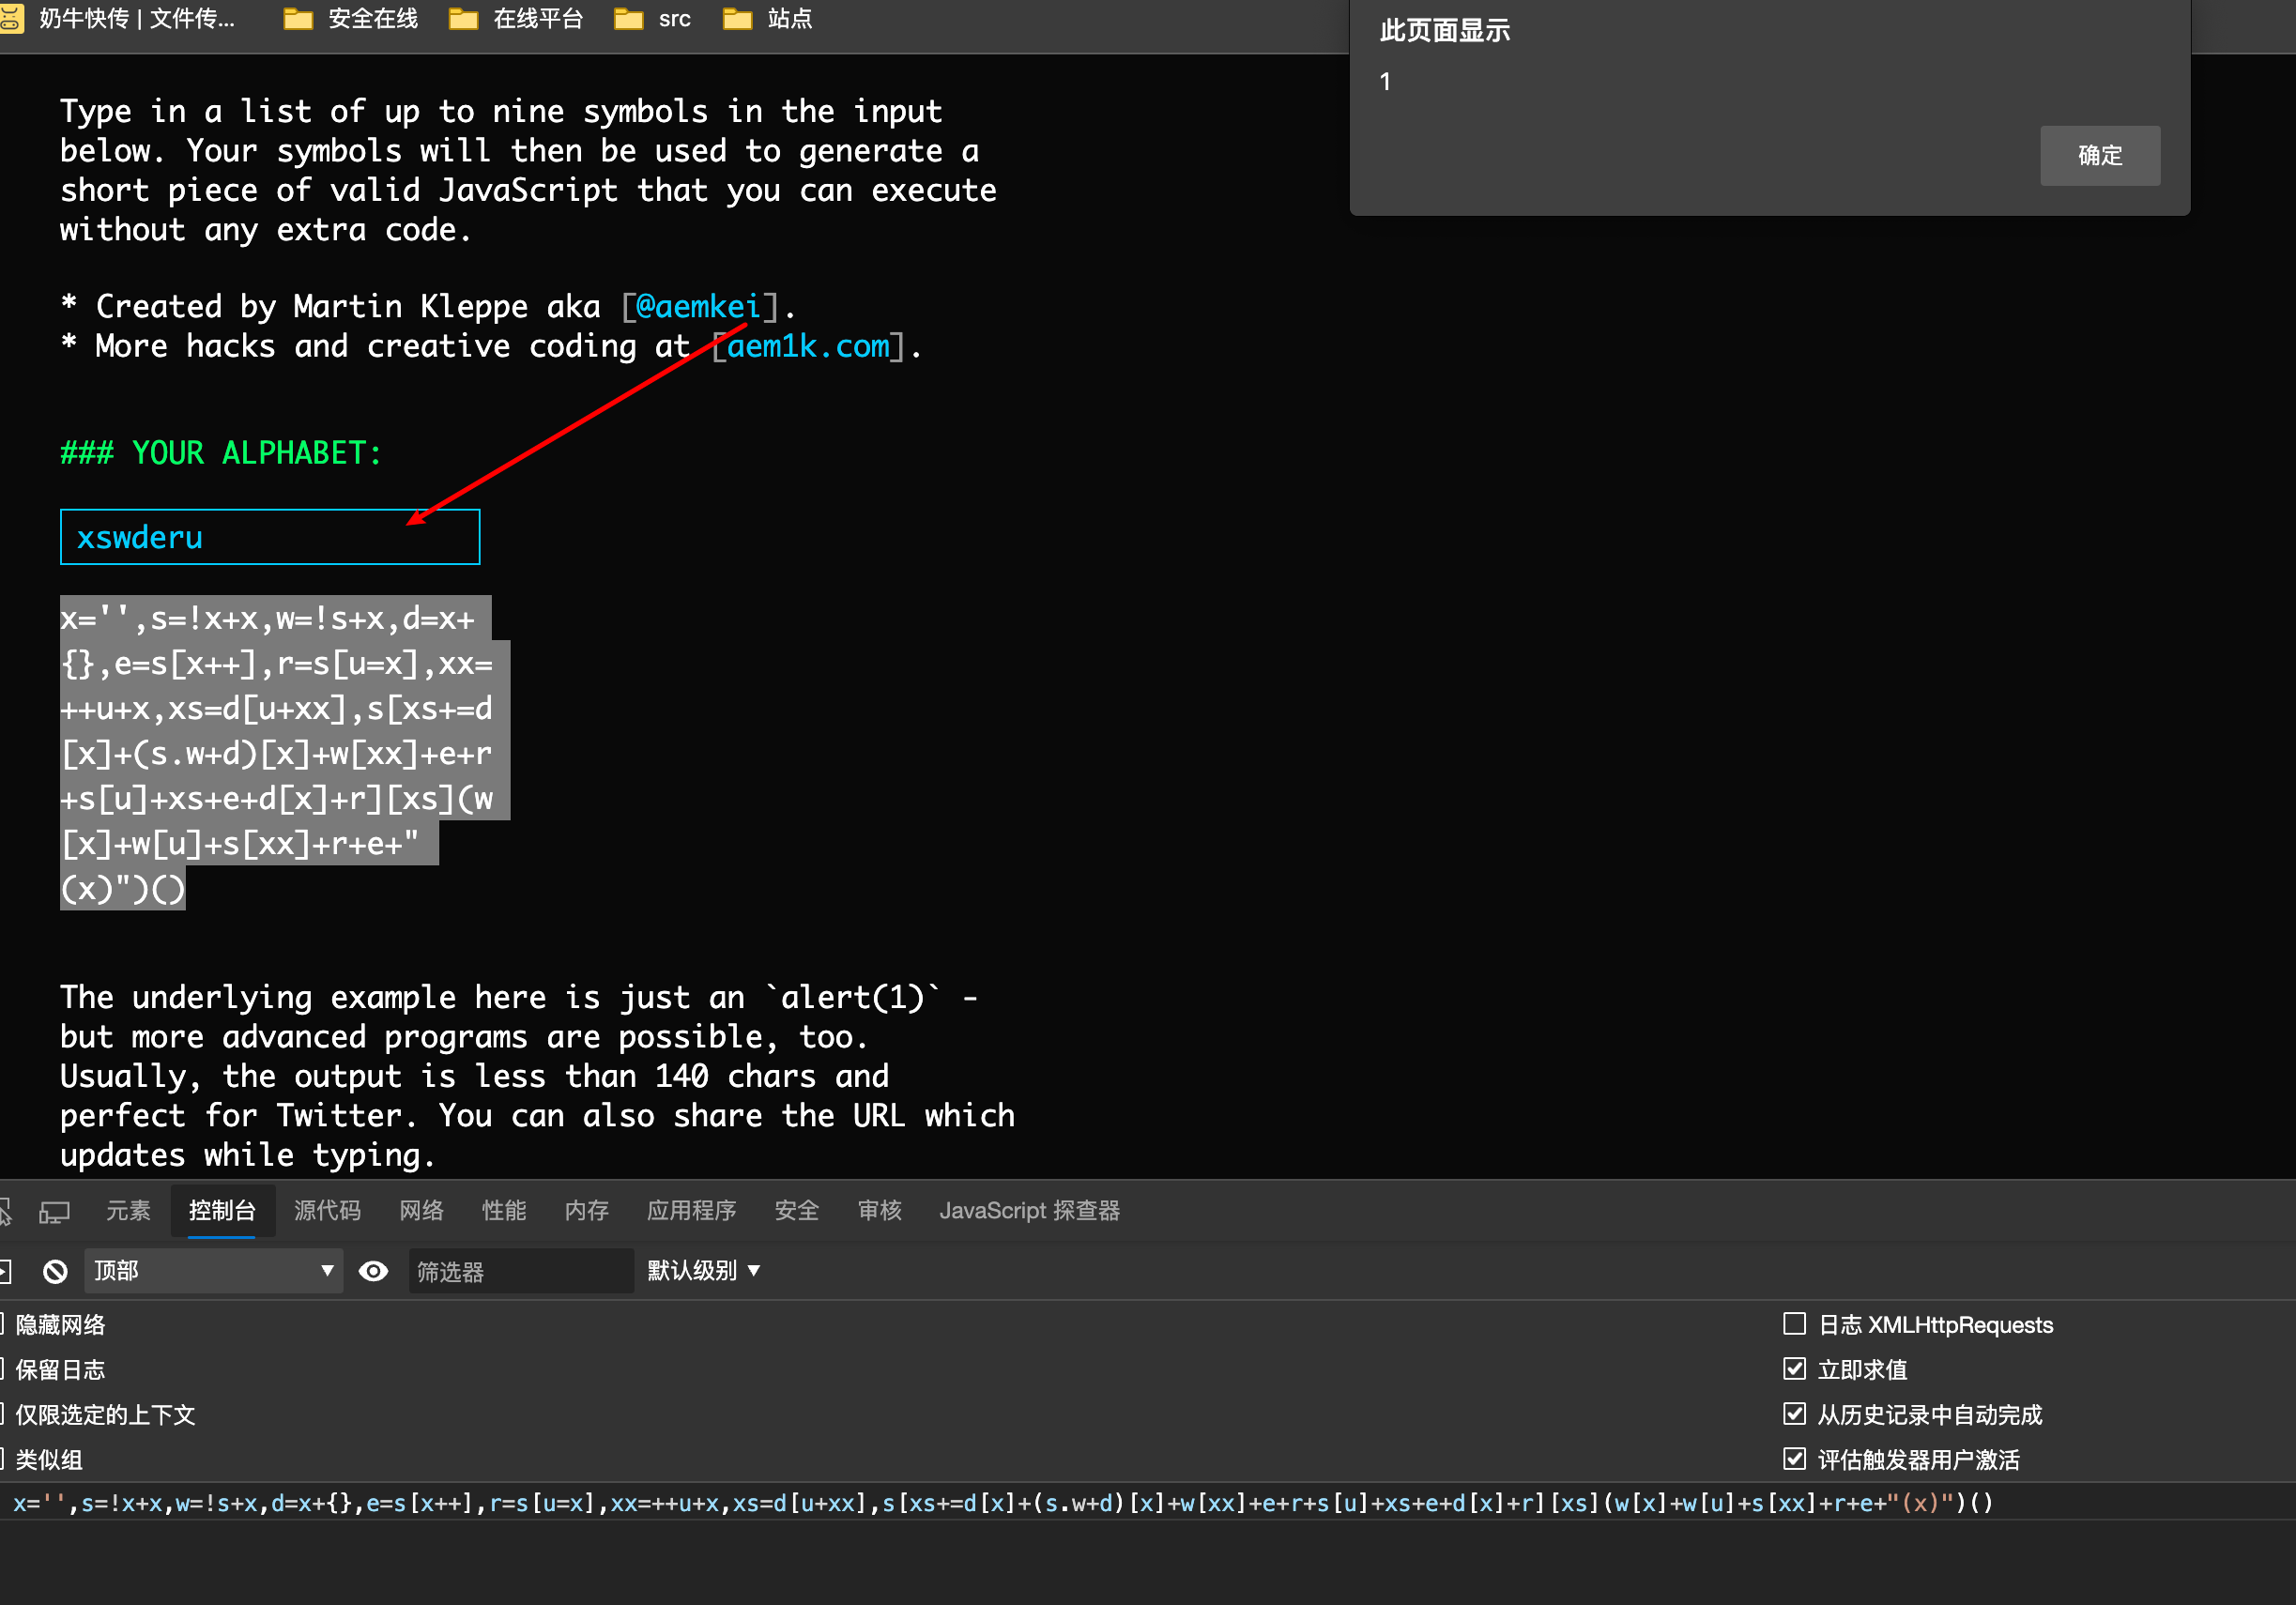 奶牛快传 | 文件传... 安全在线 在线平台 src 站点
此页面显示
1
确定
Type in a list of up to nine symbols in the input
below. Your symbols will then be used to generate a
short piece of valid JavaScript that you can execute
without any extra code.
* Created by Martin Kleppe aka [@aemkei].
* More hacks and creative coding at [aem1k.com].
### YOUR ALPHABET:
xswderu
x='',s=!x+x,w=!s+x,d=x+
{},e=s[x++],r=s[u=x],xx=
++u+x,xs=d[u+xx],s[xs+=d
[x]+(s.w+d)[x]+w[xx]+e+r
+s[u]+xs+e+d[x]+r][xs](w
[x]+w[u]+s[xx]+r+e+"
(x)")()
The underlying example here is just an `alert(1)` -
but more advanced programs are possible, too.
Usually, the output is less than 140 chars and
perfect for Twitter. You can also share the URL which
updates while typing.
元素 控制台 源代码 网络 性能 内存 应用程序 安全 审核 JavaScript 探查器
顶部 ▼ 筛选器 默认级别 ▼
隐藏网络 日志 XMLHttpRequests
保留日志 立即求值
仅限选定的上下文 从历史记录中自动完成
类似组 评估触发器用户激活
x='',s=!x+x,w=!s+x,d=x+{},e=s[x++],r=s[u=x],xx=++u+x,xs=d[u+xx],s[xs+=d[x]+(s.w+d)[x]+w[xx]+e+r+s[u]+xs+e+d[x]+r][xs](w[x]+w[u]+s[xx]+r+e+"(x)")()